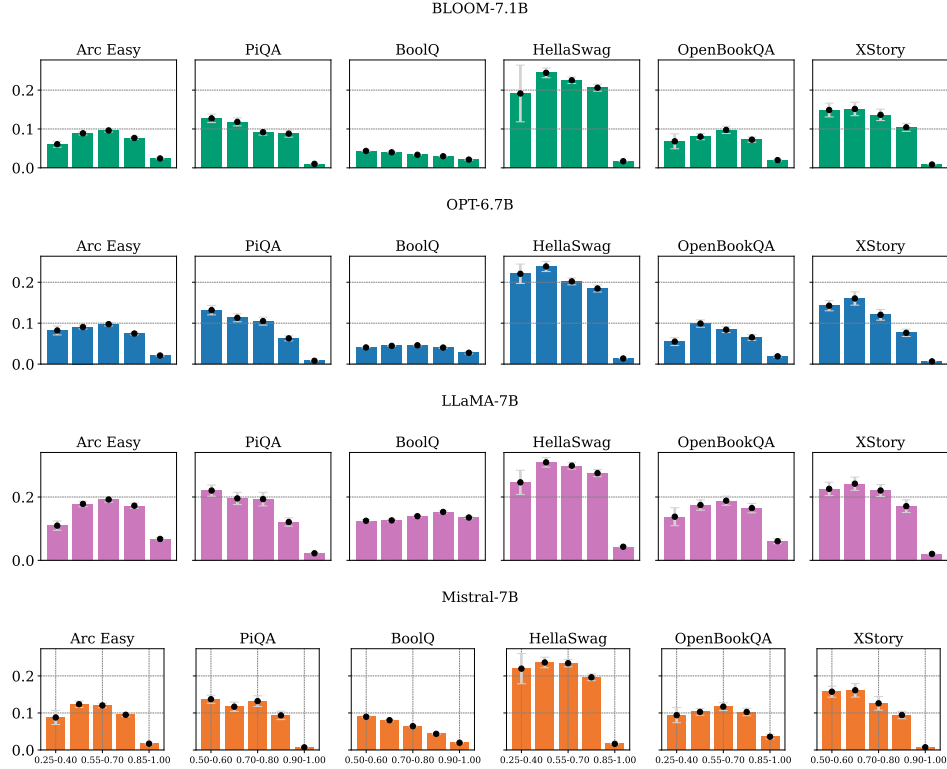 BLOOM-7.1B
Arc Easy PiQA BoolQ HellaSwag OpenBookQA XStory
0.2
0.1
0.0
OPT-6.7B
Arc Easy PiQA BoolQ HellaSwag OpenBookQA XStory
0.2
0.1
0.0
LLaMA-7B
Arc Easy PiQA BoolQ HellaSwag OpenBookQA XStory
0.2
0.0
Mistral-7B
Arc Easy PiQA BoolQ HellaSwag OpenBookQA XStory
0.2
0.1
0.0
0.25-0.40 0.55-0.70 0.85-1.00 0.50-0.60 0.70-0.80 0.90-1.00 0.50-0.60 0.70-0.80 0.90-1.00 0.25-0.40 0.55-0.70 0.85-1.00 0.25-0.40 0.55-0.70 0.85-1.00 0.50-0.60 0.70-0.80 0.90-1.00